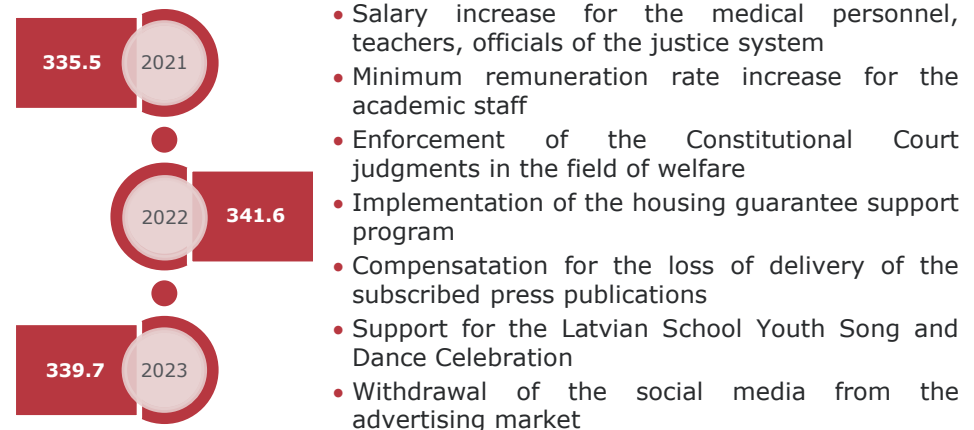 335.5
2021
2022
341.6
339.7
2023
• Salary increase for the medical personnel,
teachers, officials of the justice system
• Minimum remuneration rate increase for the
academic staff
• Enforcement of the Constitutional Court
judgments in the field of welfare
• Implementation of the housing guarantee support
program
• Compensatation for the loss of delivery of the
subscribed press publications
• Support for the Latvian School Youth Song and
Dance Celebration
• Withdrawal of the social media from the
advertising market